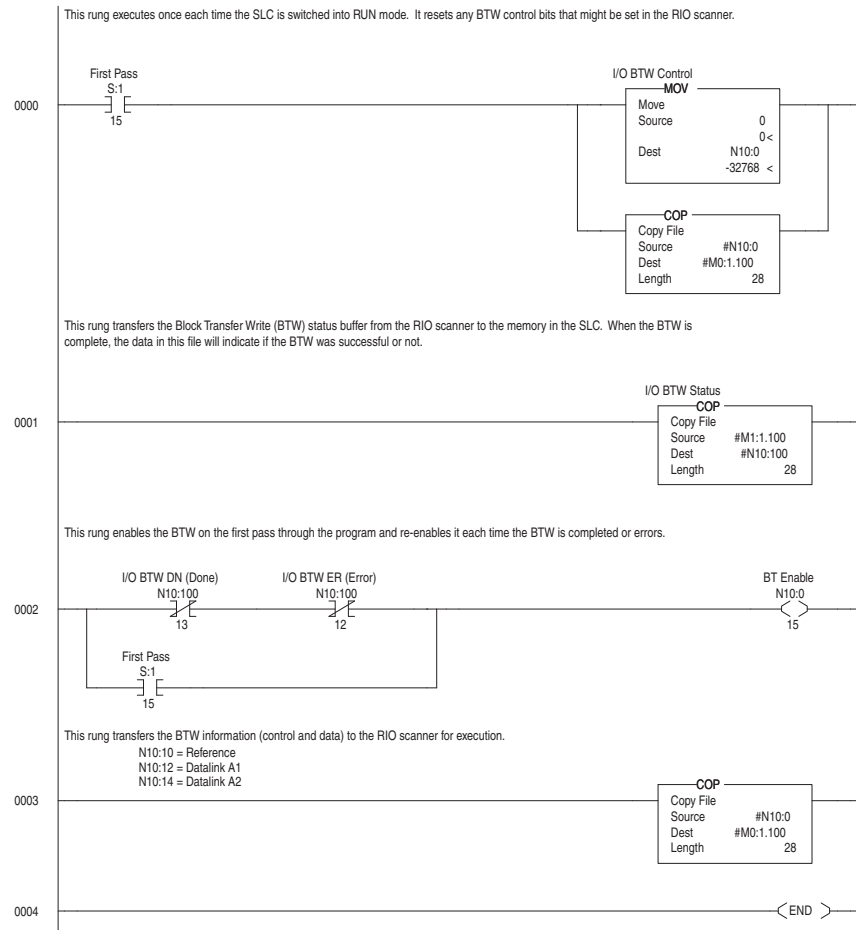 This rung executes once each time the SLC is switched into RUN mode. It resets any BTW control bits that might be set in the RIO scanner.
First Pass
S:1
15
0000
I/O BTW Control
MOV
Move
Source 0
0<
Dest N10:0
-32768 <
COP
Copy File
Source #N10:0
Dest #M0:1.100
Length 28
This rung transfers the Block Transfer Write (BTW) status buffer from the RIO scanner to the memory in the SLC. When the BTW is
complete, the data in this file will indicate if the BTW was successful or not.
I/O BTW Status
0001
COP
Copy File
Source #M1:1.100
Dest #N10:100
Length 28
This rung enables the BTW on the first pass through the program and re-enables it each time the BTW is completed or errors.
I/O BTW DN (Done) I/O BTW ER (Error) BT Enable
N10:100 N10:100 N10:0
0002
13 12 15
First Pass
S:1
15
This rung transfers the BTW information (control and data) to the RIO scanner for execution.
N10:10 = Reference
N10:12 = Datalink A1
N10:14 = Datalink A2
0003
COP
Copy File
Source #N10:0
Dest #M0:1.100
Length 28
0004
END